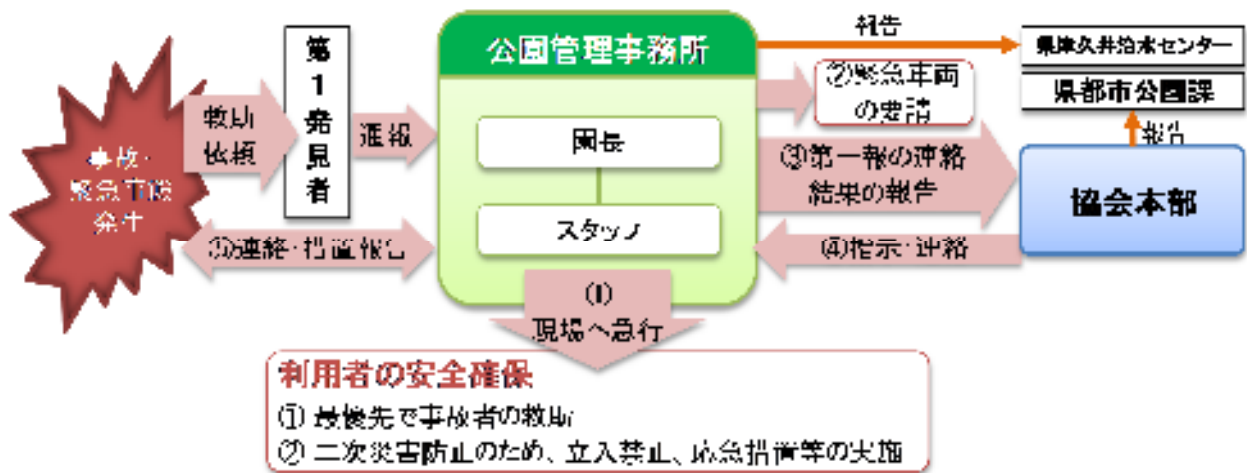 事故・
緊急事態
発生
救助
依頼
第1発見者
通報
公園管理事務所
園長
スタッフ
報告
県津久井治水センター
県都市公園課
②緊急車両
の要請
③第一報の連絡
結果の報告
報告
協会本部
④指示・連絡
連絡・措置報告
①
現場へ急行
利用者の安全確保
① 最優先で事故者の救助
② 二次災害防止のため、立入禁止、応急措置等の実施